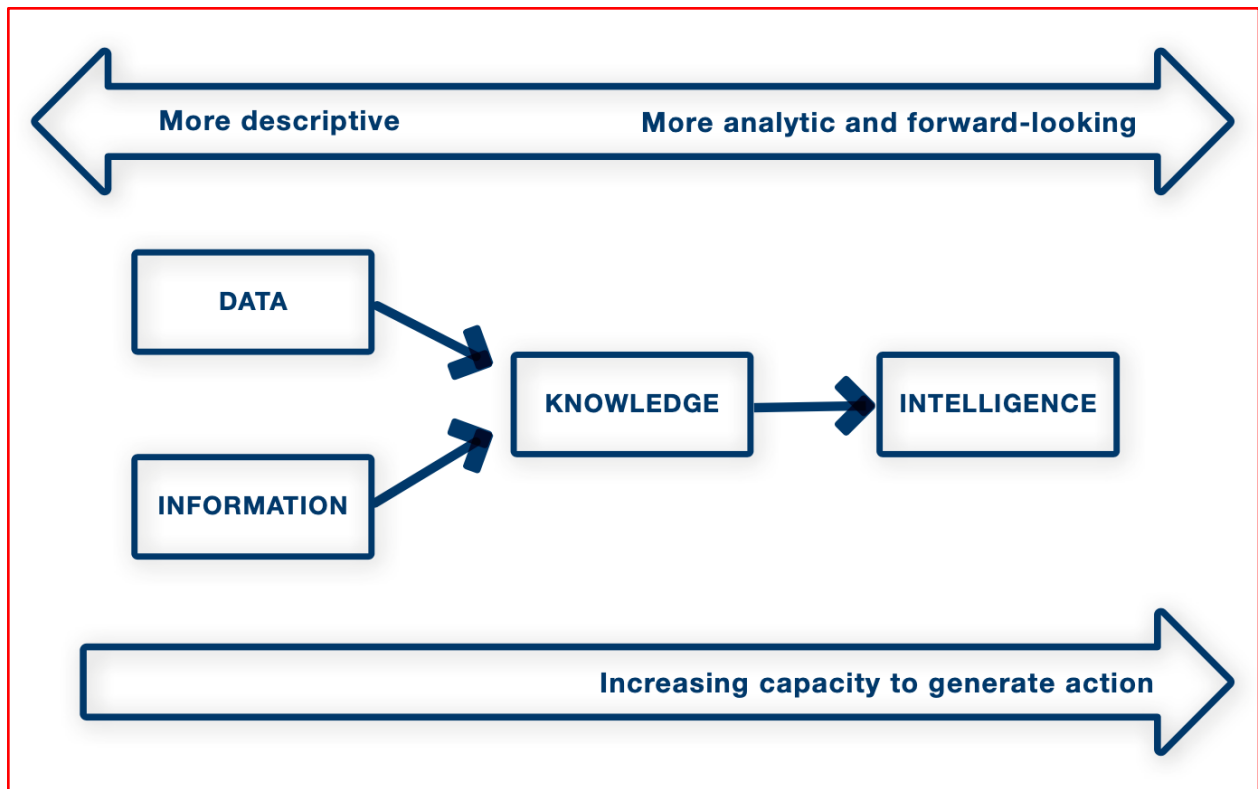 More descriptive
More analytic and forward-looking
DATA
KNOWLEDGE
INTELLIGENCE
INFORMATION
Increasing capacity to generate action